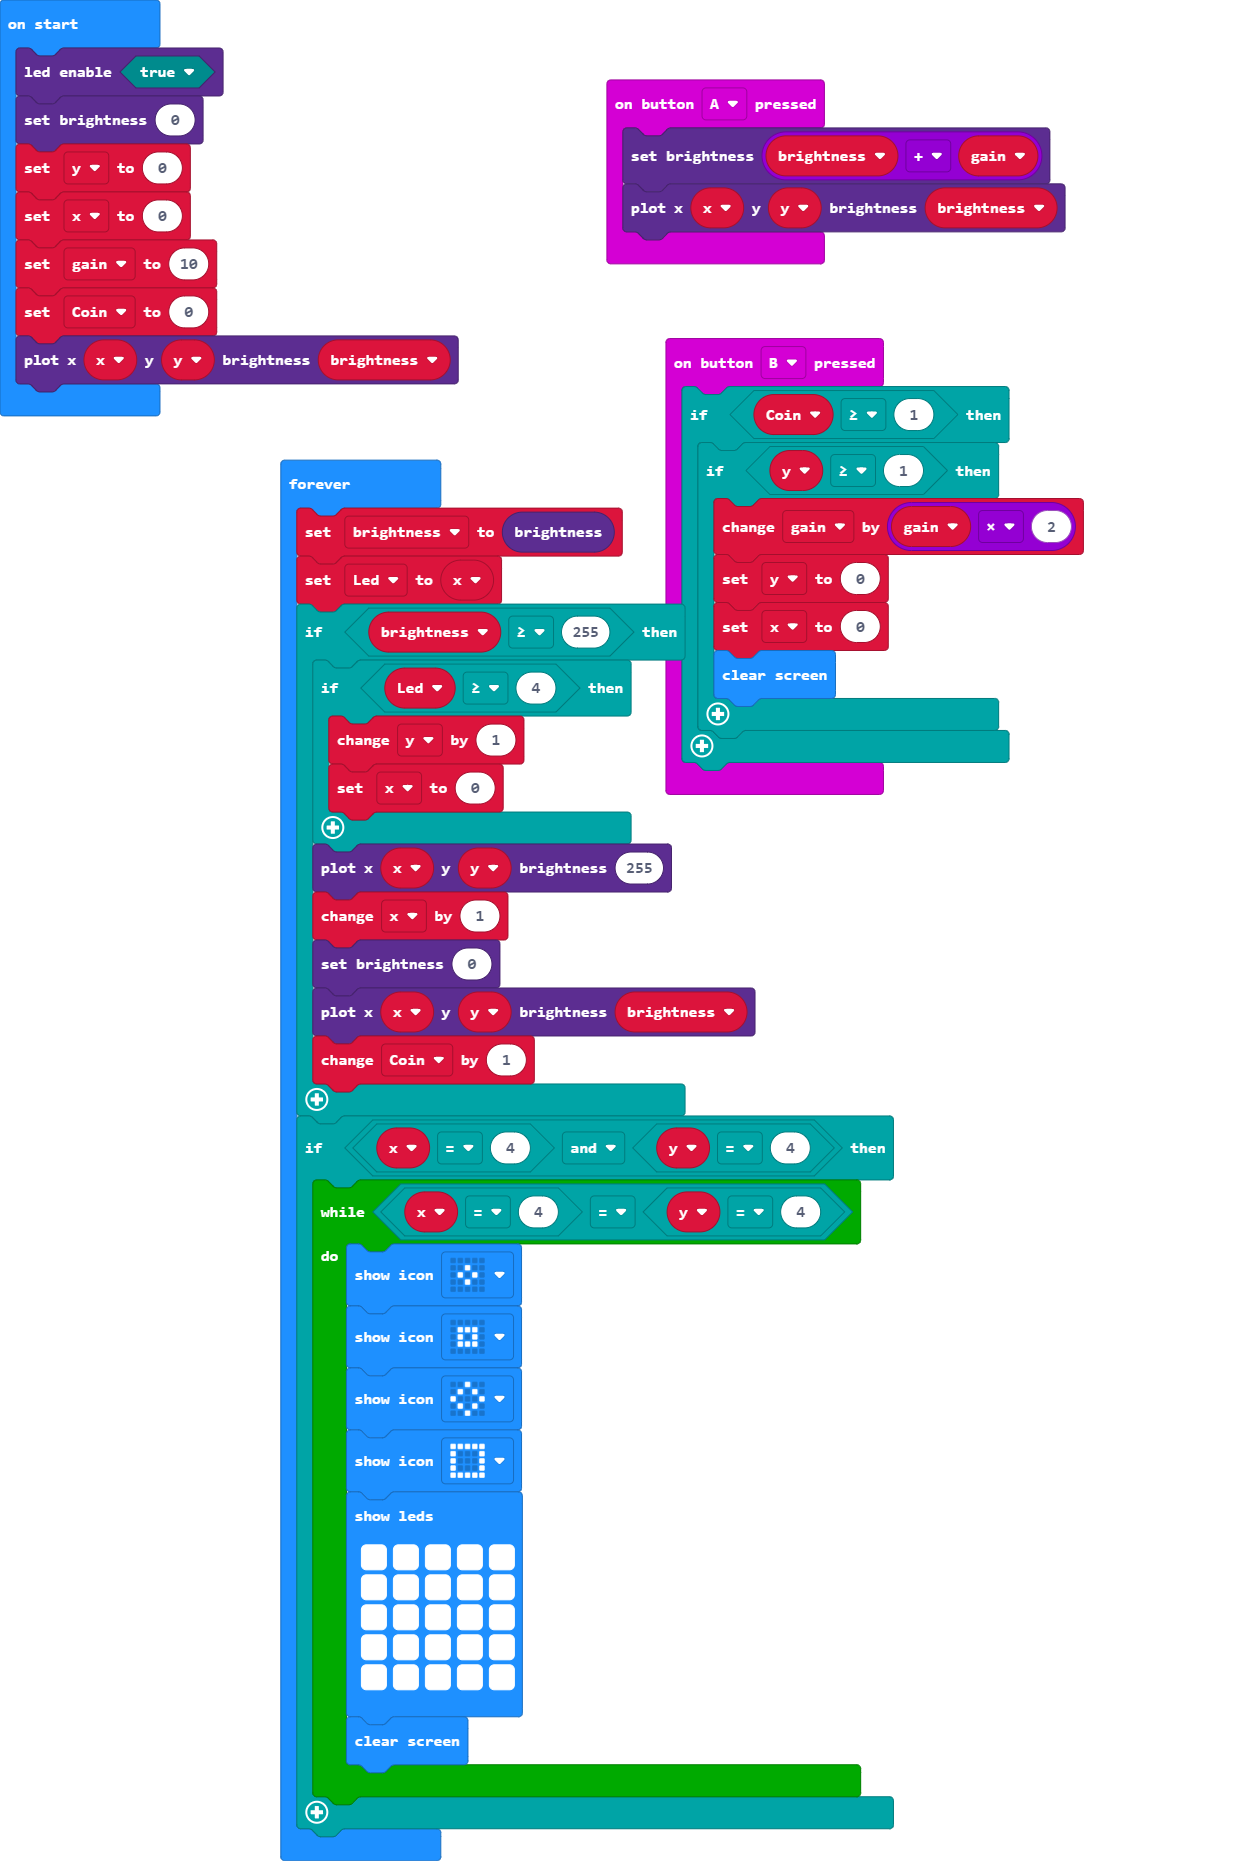 on start
led enable true
set brightness 0
set y to 0
set x to 0
set gain to 10
set Coin to 0
plot x x y y brightness brightness
on button A pressed
set brightness brightness + gain
plot x x y y brightness brightness
on button B pressed
if Coin ≥ 1 then
if y ≥ 1 then
change gain by gain × 2
set y to 0
set x to 0
clear screen
forever
set brightness to brightness
set Led to x
if brightness ≥ 255 then
if Led ≥ 4 then
change y by 1
set x to 0
plot x x y y brightness 255
change x by 1
set brightness 0
plot x x y y brightness brightness
change Coin by 1
if x = 4 and y = 4 then
while x = 4 = y = 4
do
show icon
show icon
show icon
show icon
show leds
clear screen